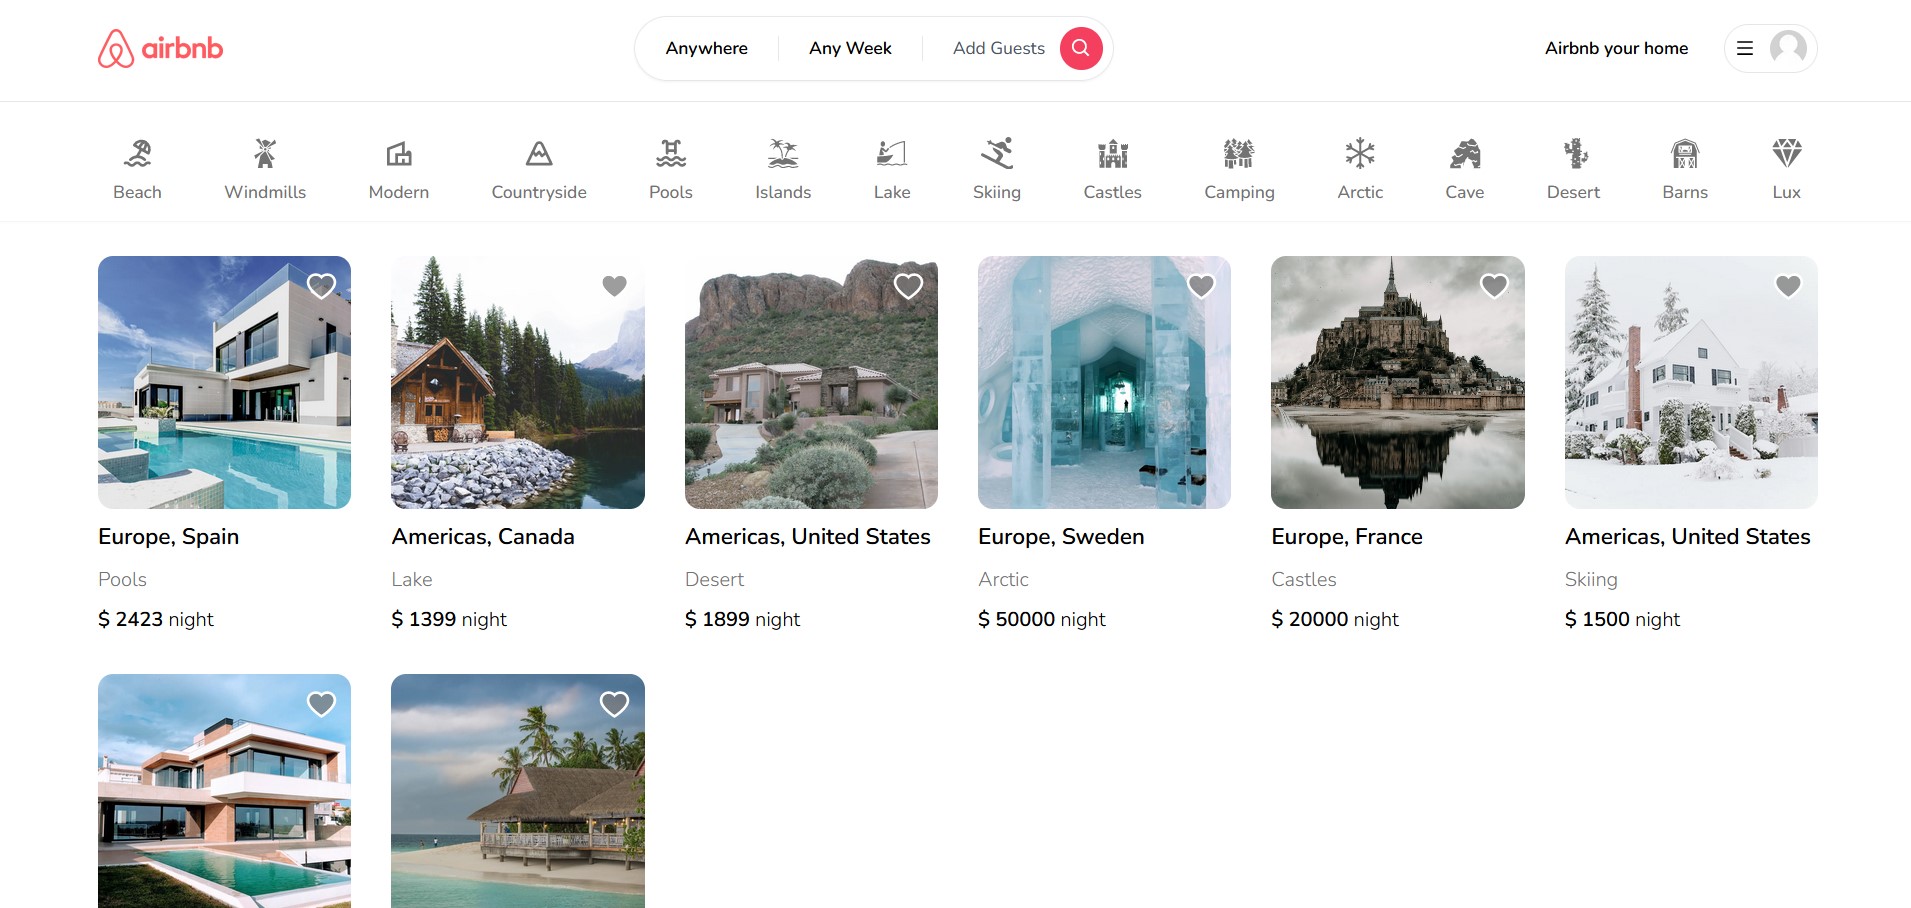 airbnb
Anywhere
Any Week
Add Guests
Airbnb your home
Beach
Windmills
Modern
Countryside
Pools
Islands
Lake
Skiing
Castles
Camping
Arctic
Cave
Desert
Barns
Lux
Europe, Spain
Pools
$ 2423 night
Americas, Canada
Lake
$ 1399 night
Americas, United States
Desert
$ 1899 night
Europe, Sweden
Arctic
$ 50000 night
Europe, France
Castles
$ 20000 night
Americas, United States
Skiing
$ 1500 night